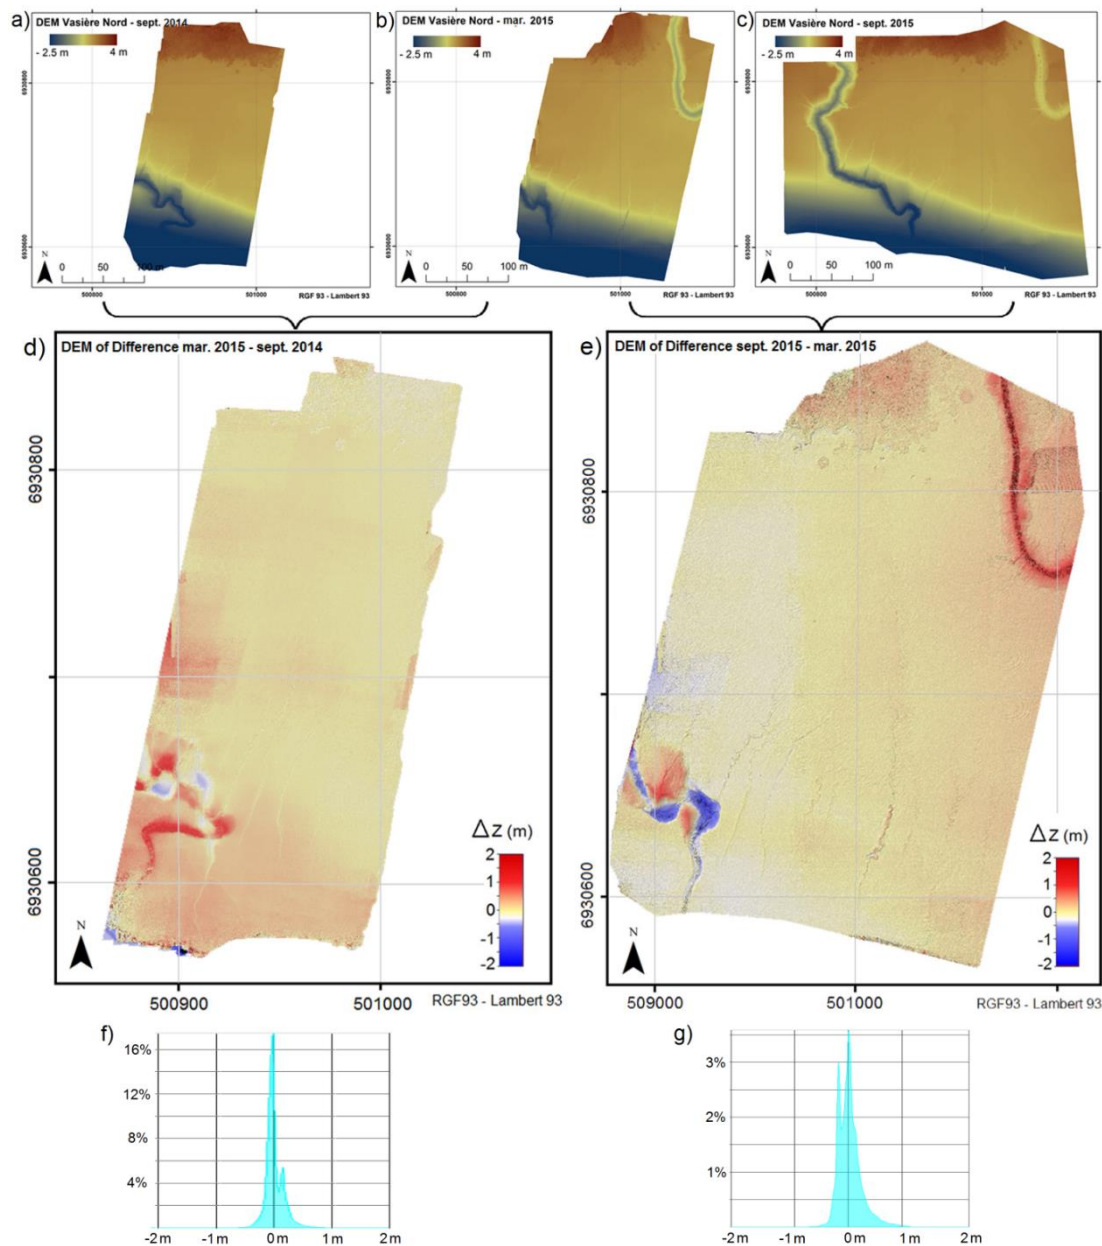 a)
DEM Vasière Nord - sept. 2014
- 2.5 m
4 m
6930800
6930600
N
0 50 100 m
RGF 93 - Lambert 93
500900
501000
b)
DEM Vasière Nord - mar. 2015
- 2.5 m
4 m
6930800
6930600
N
0 50 100 m
RGF 93 - Lambert 93
500900
501000
c)
DEM Vasière Nord - sept. 2015
- 2.5 m
4 m
6930800
6930600
N
0 50 100 m
RGF 93 - Lambert 93
500900
501000
d)
DEM of Difference mar. 2015 - sept. 2014
6930800
6930600
Δz (m)
2
1
0
-1
-2
N
500900
501000
RGF93 - Lambert 93
e)
DEM of Difference sept. 2015 - mar. 2015
6930800
6930600
Δz (m)
2
1
0
-1
-2
N
509000
501000
RGF93 - Lambert 93
f)
16%
12%
8%
4%
-2m
-1m
0m
1m
2m
g)
3%
2%
1%
-2m
-1m
0m
1m
2m